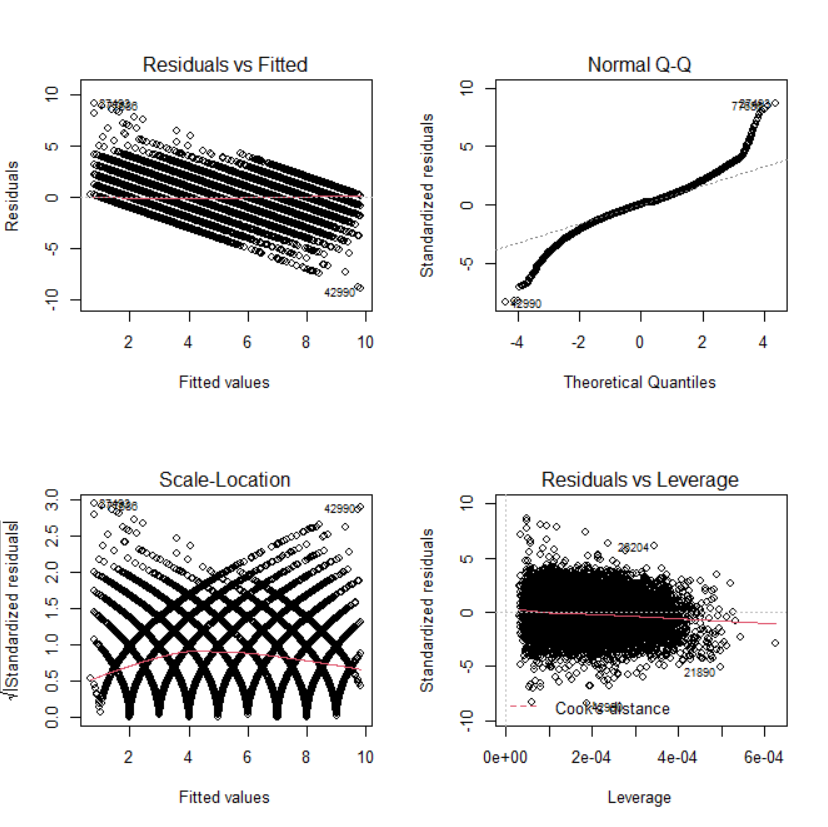 Residuals vs Fitted
Residuals
10
5
0
-5
-10
42990
2 4 6 8 10
Fitted values
Normal Q-Q
Standardized residuals
10
5
0
-5
42990
-4 -2 0 2 4
Theoretical Quantiles
Scale-Location
√|Standardized residuals|
3.0
2.5
2.0
1.5
1.0
0.5
0.0
42990
2 4 6 8 10
Fitted values
Residuals vs Leverage
Standardized residuals
10
5
0
-5
-10
26204
21890
Cook's distance
0e+00 2e-04 4e-04 6e-04
Leverage